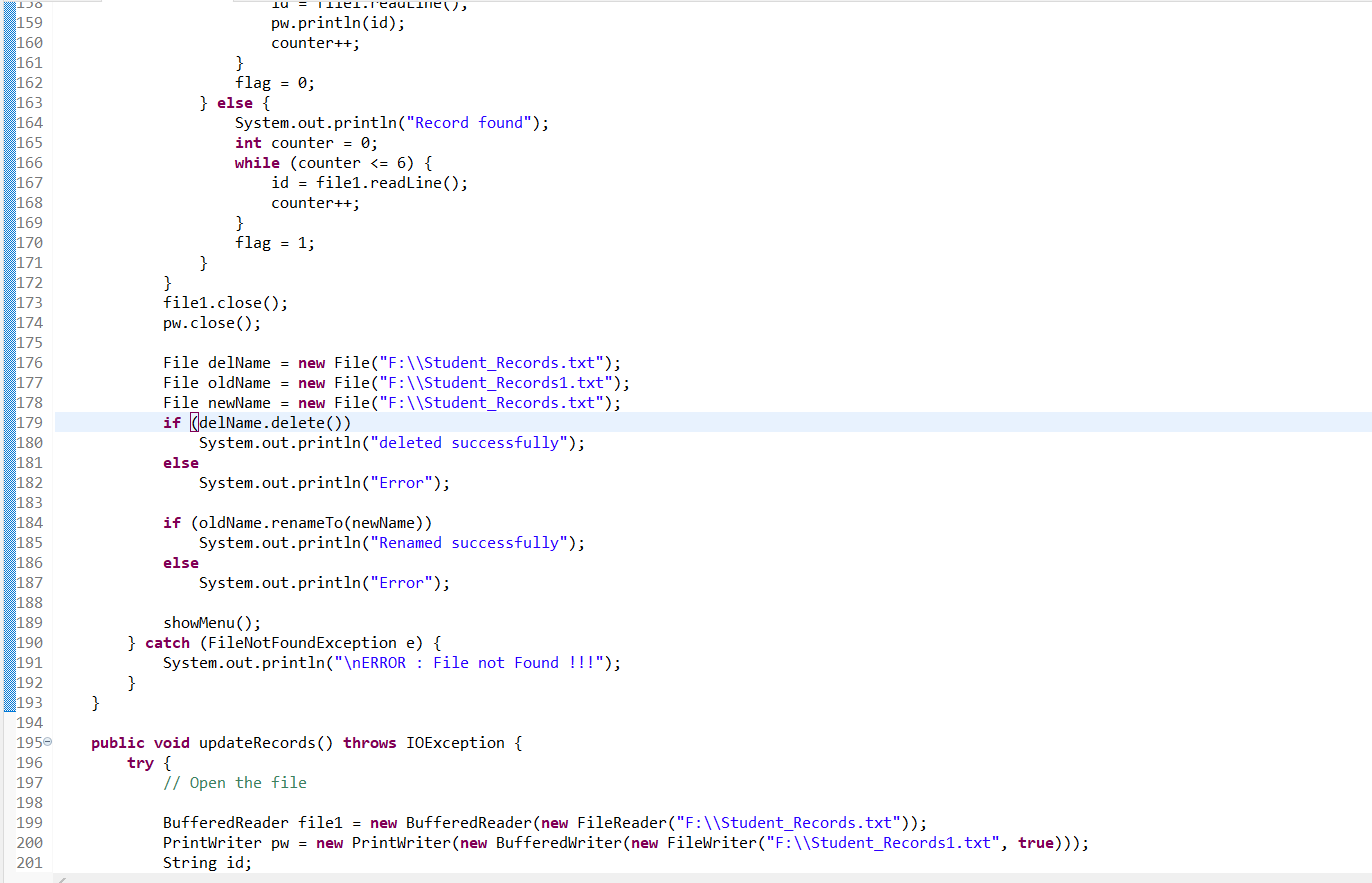 158 id = file1.readLine();
159 pw.println(id);
160 counter++;
161 }
162 flag = 0;
163 } else {
164 System.out.println("Record found");
165 int counter = 0;
166 while (counter <= 6) {
167 id = file1.readLine();
168 counter++;
169 }
170 flag = 1;
171 }
172 }
173 file1.close();
174 pw.close();
175
176 File delName = new File("F:\\Student_Records.txt");
177 File oldName = new File("F:\\Student_Records1.txt");
178 File newName = new File("F:\\Student_Records.txt");
179 if (delName.delete())
180 System.out.println("deleted successfully");
181 else
182 System.out.println("Error");
183
184 if (oldName.renameTo(newName))
185 System.out.println("Renamed successfully");
186 else
187 System.out.println("Error");
188
189 showMenu();
190 } catch (FileNotFoundException e) {
191 System.out.println("\nERROR : File not Found !!!");
192 }
193 }
194
195 public void updateRecords() throws IOException {
196 try {
197 // Open the file
198
199 BufferedReader file1 = new BufferedReader(new FileReader("F:\\Student_Records.txt"));
200 PrintWriter pw = new PrintWriter(new BufferedWriter(new FileWriter("F:\\Student_Records1.txt", true)));
201 String id;